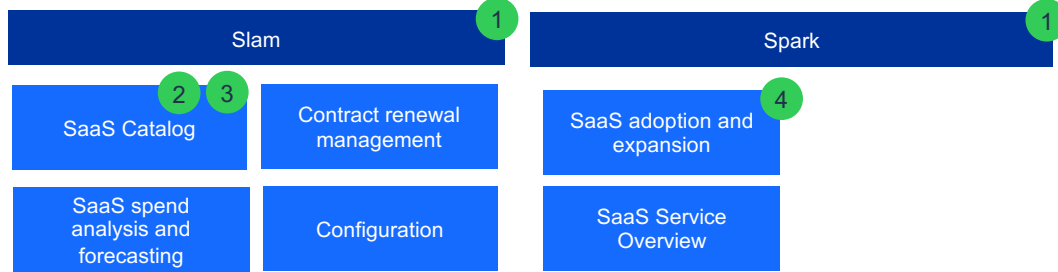 Slam
1
Spark
1
2
3
SaaS Catalog
Contract renewal
management
4
SaaS adoption and
expansion
SaaS spend
analysis and
forecasting
Configuration
SaaS Service
Overview